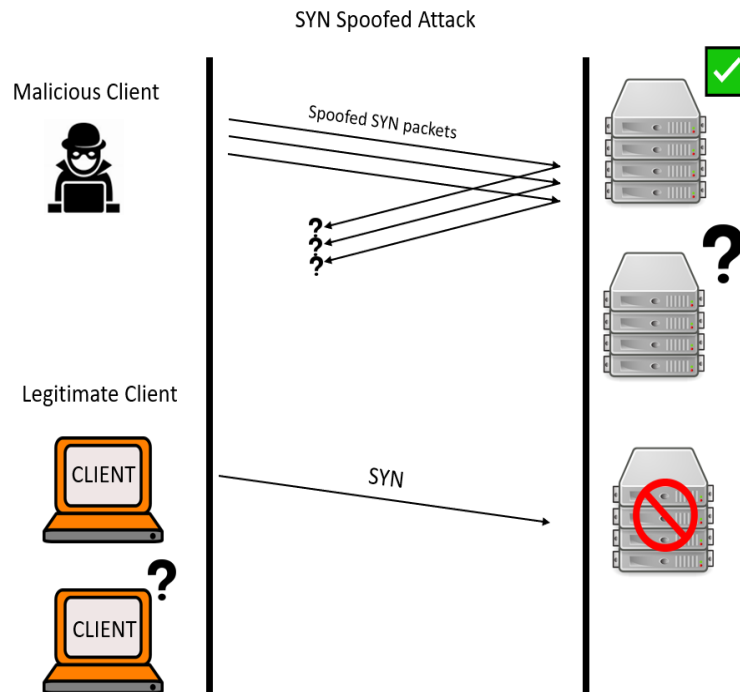 SYN Spoofed Attack
Malicious Client
Spoofed SYN packets
?
?
?
?
Legitimate Client
CLIENT
SYN
?
CLIENT